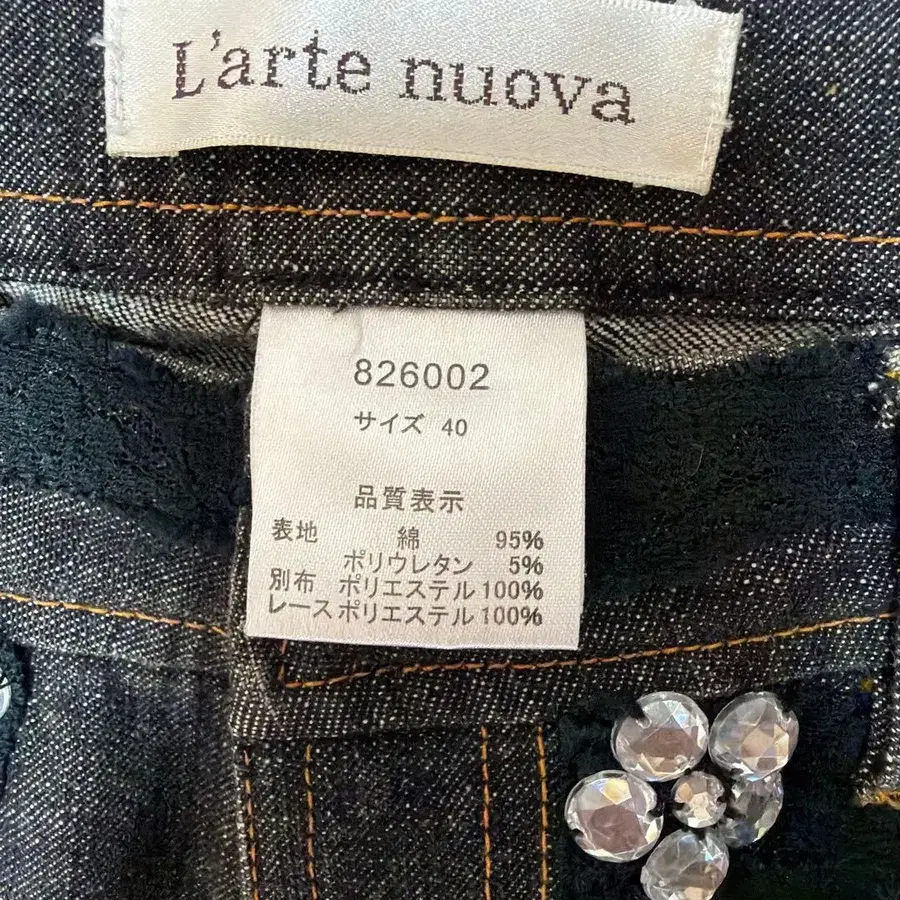 L'arte nuova
826002
サイズ 40
品質表示
表地 綿 95%
ポリウレタン 5%
別布 ポリエステル 100%
レース ポリエステル 100%